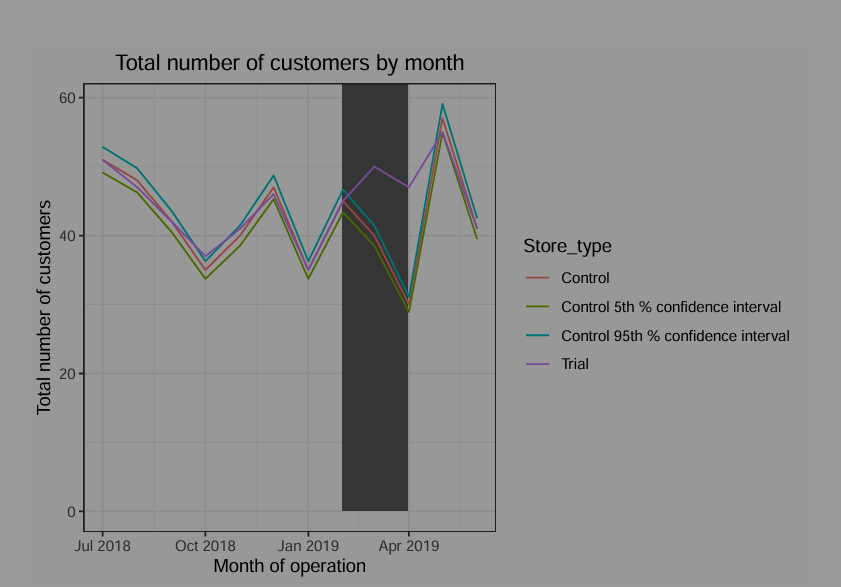 Total number of customers by month
Total number of customers
60
40
20
0
Jul 2018 Oct 2018 Jan 2019 Apr 2019
Month of operation
Store_type
Control
Control 5th % confidence interval
Control 95th % confidence interval
Trial